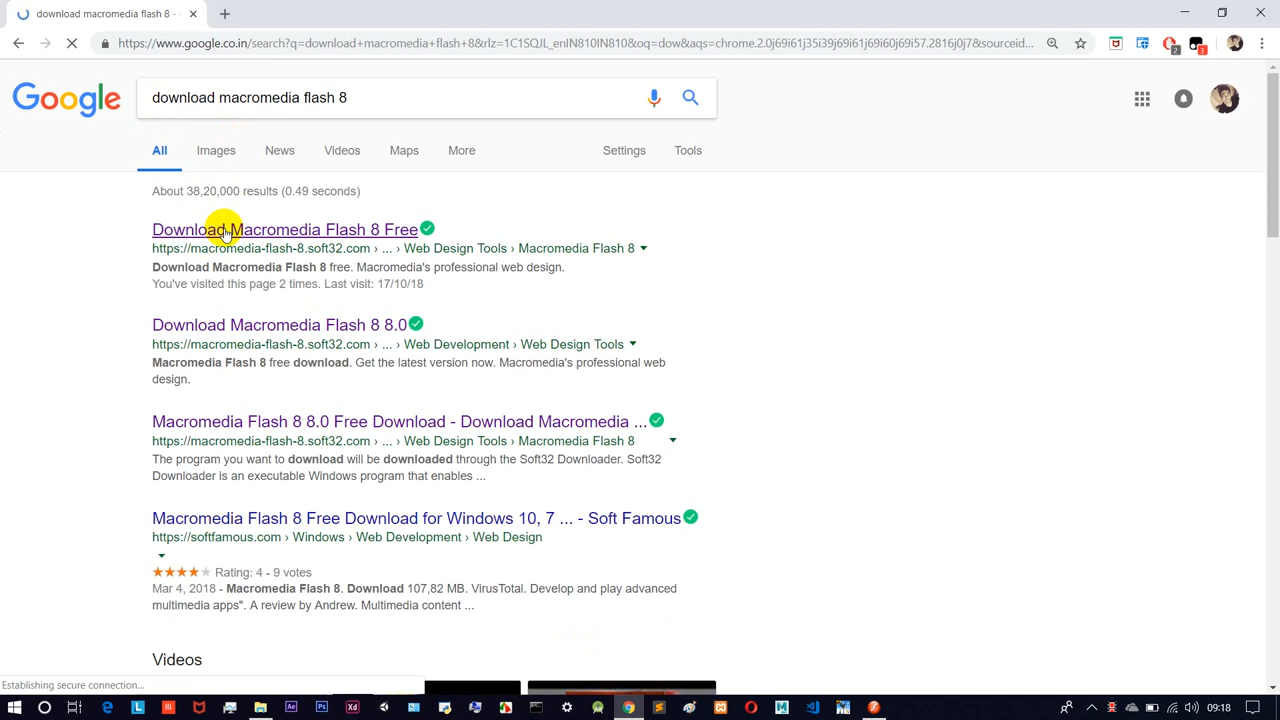 download macromedia flash 8 -
https://www.google.co.in/search?q=download+macromedia+flash+8&rlz=1C1SQJL_enIN810IN810&oq=dow&aqs=chrome.2.0j69i61j35i39j69i61j69i60j69i57.2816j0j7&sourceid...
2
3
Google
download macromedia flash 8
All Images News Videos Maps More Settings Tools
About 38,20,000 results (0.49 seconds)
Download Macromedia Flash 8 Free
https://macromedia-flash-8.soft32.com › ... › Web Design Tools › Macromedia Flash 8
Download Macromedia Flash 8 free. Macromedia's professional web design.
You've visited this page 2 times. Last visit: 17/10/18
Download Macromedia Flash 8 8.0
https://macromedia-flash-8.soft32.com › ... › Web Development › Web Design Tools
Macromedia Flash 8 free download. Get the latest version now. Macromedia's professional web
design.
Macromedia Flash 8 8.0 Free Download - Download Macromedia ...
https://macromedia-flash-8.soft32.com › ... › Web Design Tools › Macromedia Flash 8
The program you want to download will be downloaded through the Soft32 Downloader. Soft32
Downloader is an executable Windows program that enables ...
Macromedia Flash 8 Free Download for Windows 10, 7 ... - Soft Famous
https://softfamous.com › Windows › Web Development › Web Design
Rating: 4 - 9 votes
Mar 4, 2018 - Macromedia Flash 8. Download 107,82 MB. VirusTotal. Develop and play advanced
multimedia apps". A review by Andrew. Multimedia content ...
Videos
Establishing secure connection...
L Ae Ps Xd 09:18